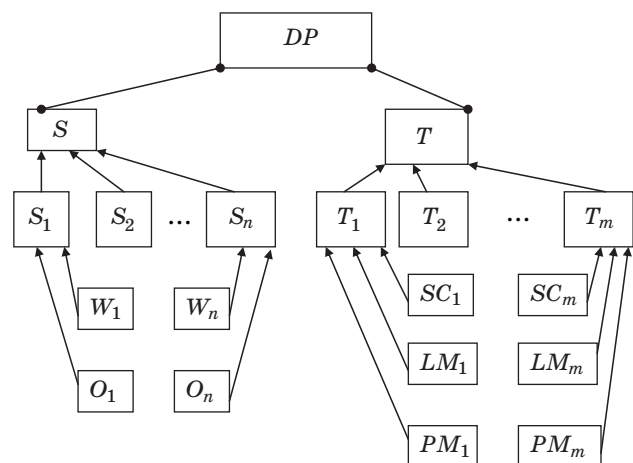 DP
S T
S1 S2 ... Sn T1 T2 ... Tm
W1 Wn SC1 SCm
O1 On LM1 LMm
PM1 PMm